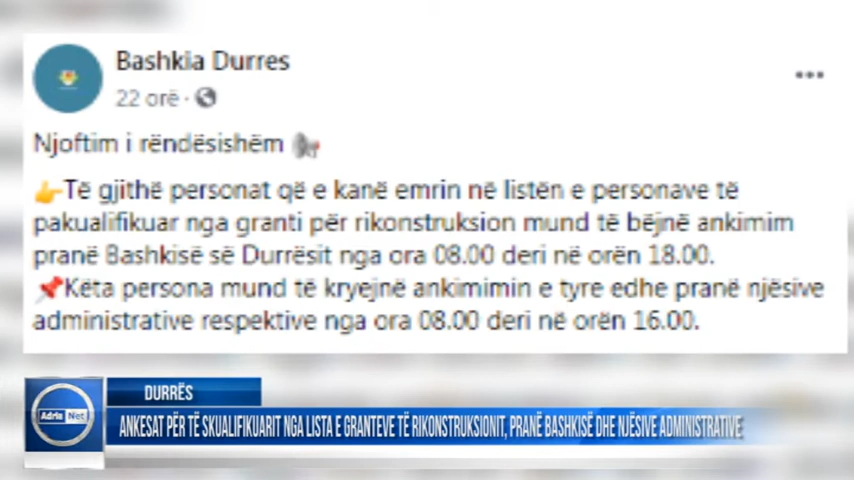 Bashkia Durres
22 orë ·
Njoftim i rëndësishëm
Të gjithë personat që e kanë emrin në listën e personave të
pakualifikuar nga granti për rikonstruksion mund të bëjnë ankimim
pranë Bashkisë së Durrësit nga ora 08.00 deri në orën 18.00.
Këta persona mund të kryejnë ankimimin e tyre edhe pranë njësive
administrative respektive nga ora 08.00 deri në orën 16.00.
DURRËS
Adria Net
ANKESAT PËR TË SKUALIFIKUARIT NGA LISTA E GRANTEVE TË RIKONSTRUKSIONIT, PRANË BASHKISË DHE NJËSIVE ADMINISTRATIVE